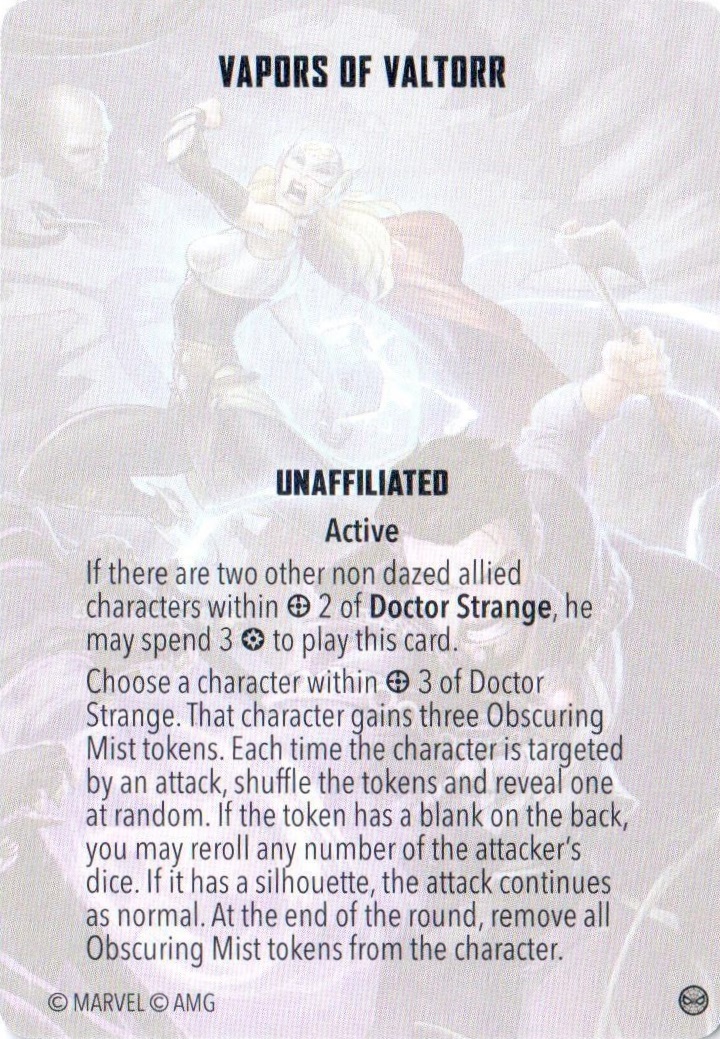 VAPORS OF VALTORR
UNAFFILIATED
Active
If there are two other non dazed allied
characters within 2 of Doctor Strange, he
may spend 3 to play this card.
Choose a character within 3 of Doctor
Strange. That character gains three Obscuring
Mist tokens. Each time the character is targeted
by an attack, shuffle the tokens and reveal one
at random. If the token has a blank on the back,
you may reroll any number of the attacker's
dice. If it has a silhouette, the attack continues
as normal. At the end of the round, remove all
Obscuring Mist tokens from the character.
© MARVEL © AMG